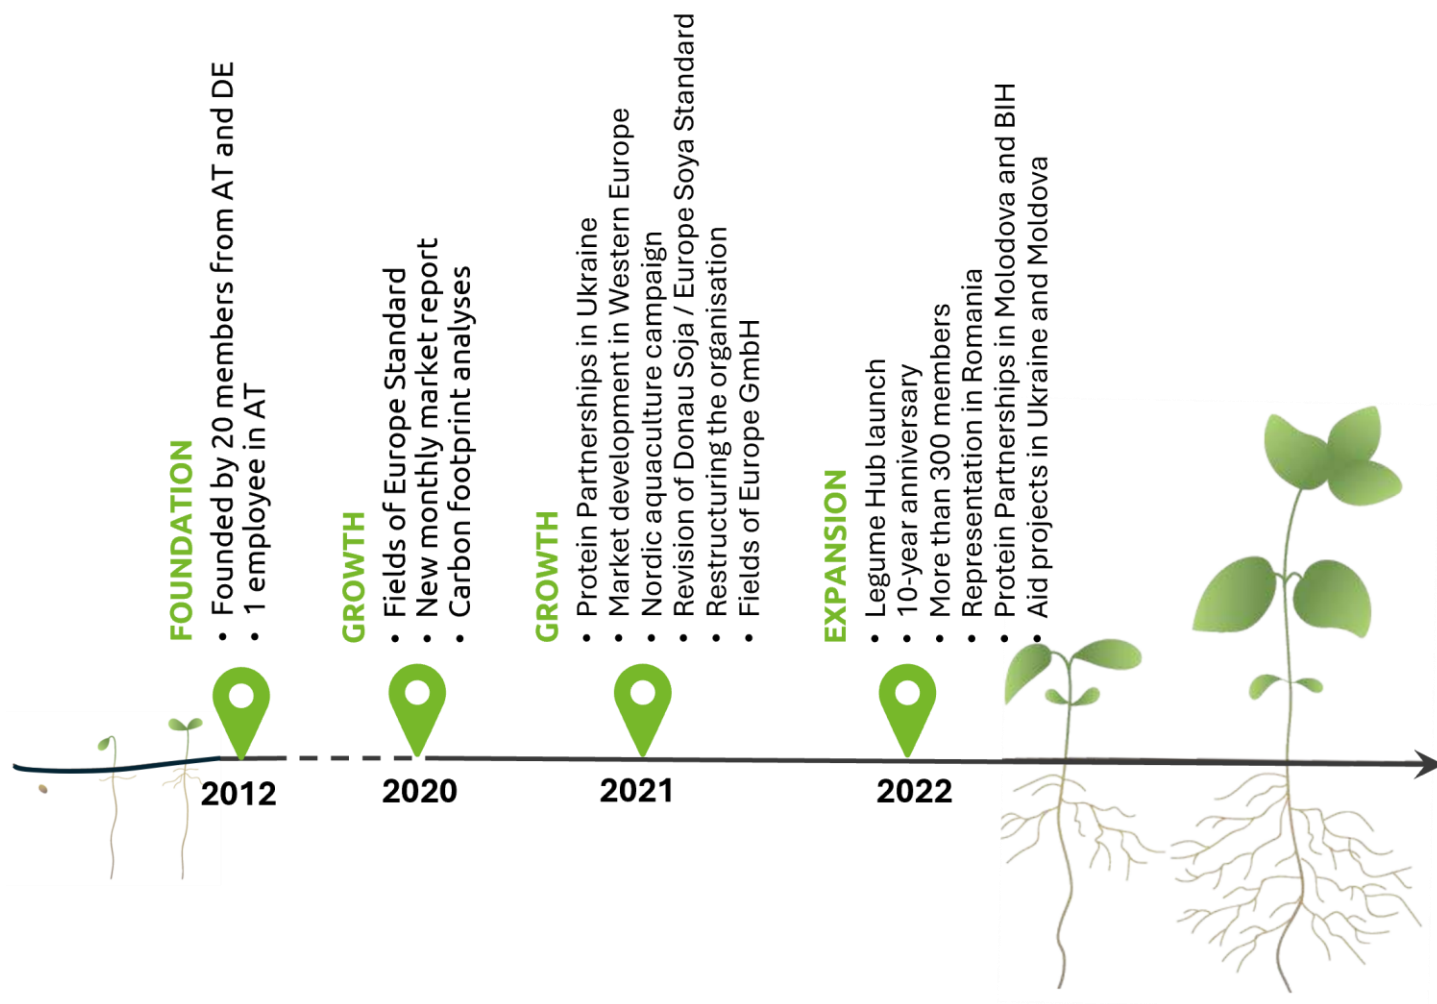 FOUNDATION
• Founded by 20 members from AT and DE
• 1 employee in AT
2012
GROWTH
• Fields of Europe Standard
• New monthly market report
• Carbon footprint analyses
2020
GROWTH
• Protein Partnerships in Ukraine
• Market development in Western Europe
• Nordic aquaculture campaign
• Revision of Donau Soja / Europe Soya Standard
• Restructuring the organisation
• Fields of Europe GmbH
2021
EXPANSION
• Legume Hub launch
• 10-year anniversary
• More than 300 members
• Representation in Romania
• Protein Partnerships in Molodova and BIH
• Aid projects in Ukraine and Moldova
2022